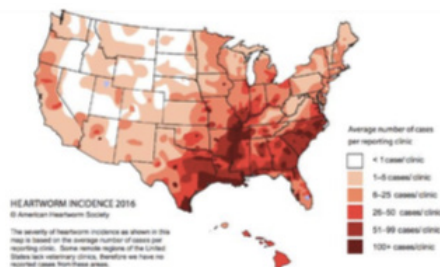 Average number of cases
per reporting clinic
< 1 case/clinic
1–5 cases/clinic
6–25 cases/clinic
26–50 cases/clinic
51–99 cases/clinic
100+ cases/clinic
HEARTWORM INCIDENCE 2016
© American Heartworm Society
The severity of heartworm incidence as shown in this
map is based on the average number of cases per
reporting clinic. Some remote regions of the United
States lack veterinary clinics, therefore we have no
reported cases from these areas.